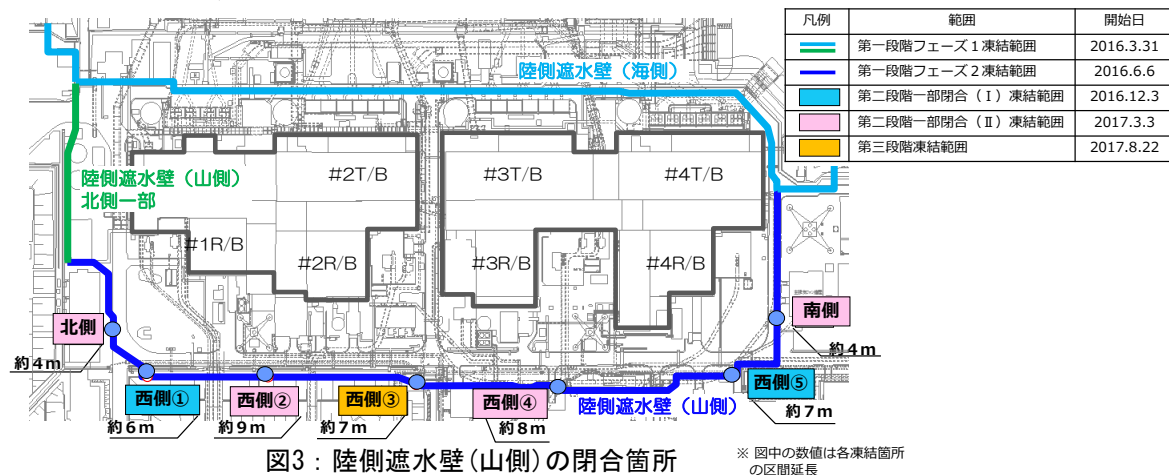 凡例 範囲 開始日
第一段階フェーズ1凍結範囲 2016.3.31
第一段階フェーズ2凍結範囲 2016.6.6
第二段階一部閉合（Ⅰ）凍結範囲 2016.12.3
第二段階一部閉合（Ⅱ）凍結範囲 2017.3.3
第三段階凍結範囲 2017.8.22
陸側遮水壁（海側）
陸側遮水壁（山側）
北側一部
#2T/B
#3T/B
#4T/B
#1R/B
#2R/B
#3R/B
#4R/B
北側
約4m
南側
約4m
西側①
約6m
西側②
約9m
西側③
約7m
西側④
約8m
西側⑤
約7m
陸側遮水壁（山側）
図3：陸側遮水壁(山側)の閉合箇所
※ 図中の数値は各凍結箇所
の区間延長